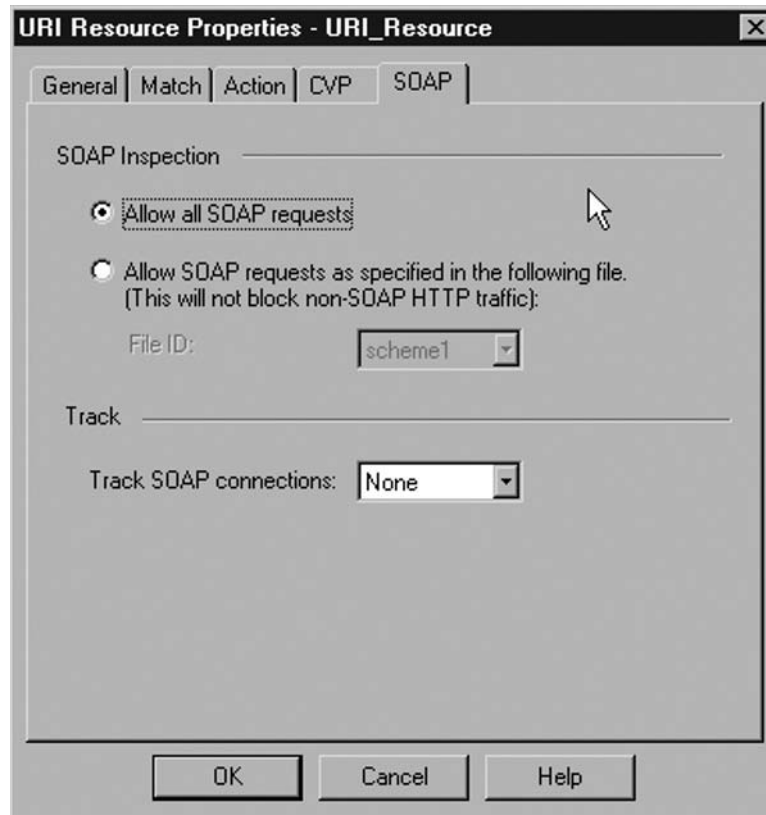 URI Resource Properties - URI_Resource
General Match Action CVP SOAP
SOAP Inspection
Allow all SOAP requests
Allow SOAP requests as specified in the following file.
(This will not block non-SOAP HTTP traffic):
File ID: scheme1
Track
Track SOAP connections: None
OK Cancel Help